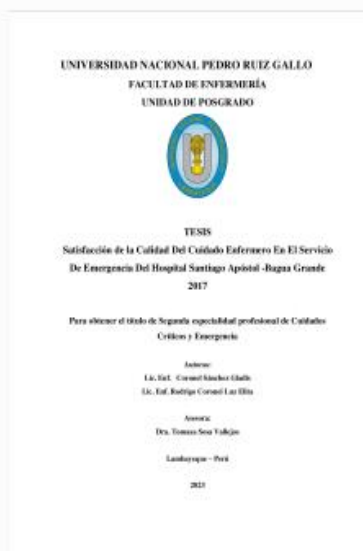 UNIVERSIDAD NACIONAL PEDRO RUIZ GALLO
FACULTAD DE ENFERMERÍA
UNIDAD DE POSGRADO
TESIS
Satisfacción de la Calidad Del Cuidado Enfermero En El Servicio
De Emergencia Del Hospital Santiago Apóstol -Bagua Grande
2017
Para obtener el título de Segunda especialidad profesional de Cuidados
Críticos y Emergencia
Autoras:
Lic. Enf. Coronel Sánchez Gladis
Lic. Enf. Rodrigo Coronel Luz Elita
Asesora:
Dra. Tomasa Sosa Vallejos
Lambayeque – Perú
2023